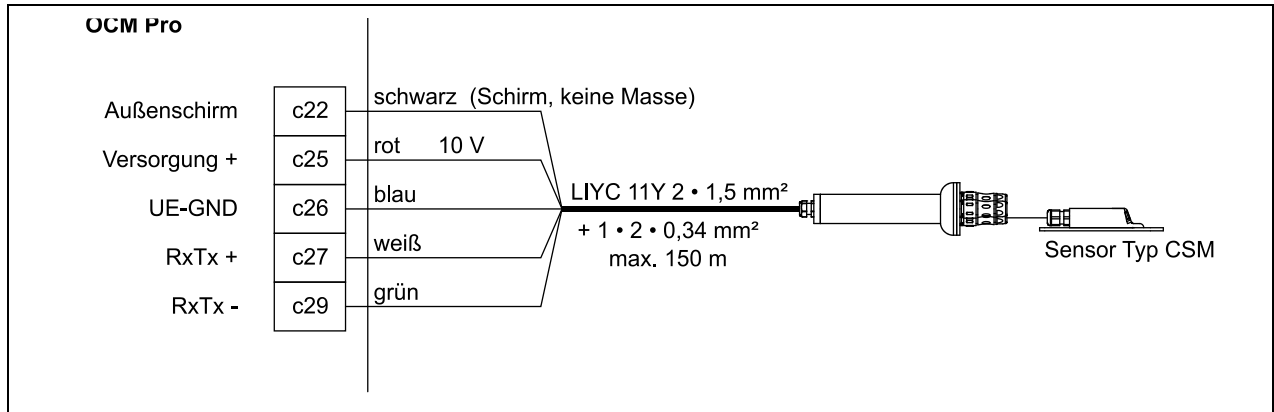 OCM Pro
Außenschirm c22 schwarz (Schirm, keine Masse)
Versorgung + c25 rot 10 V
UE-GND c26 blau
RxTx + c27 weiß
RxTx - c29 grün
LIYC 11Y 2 • 1,5 mm²
+ 1 • 2 • 0,34 mm²
max. 150 m
Sensor Typ CSM